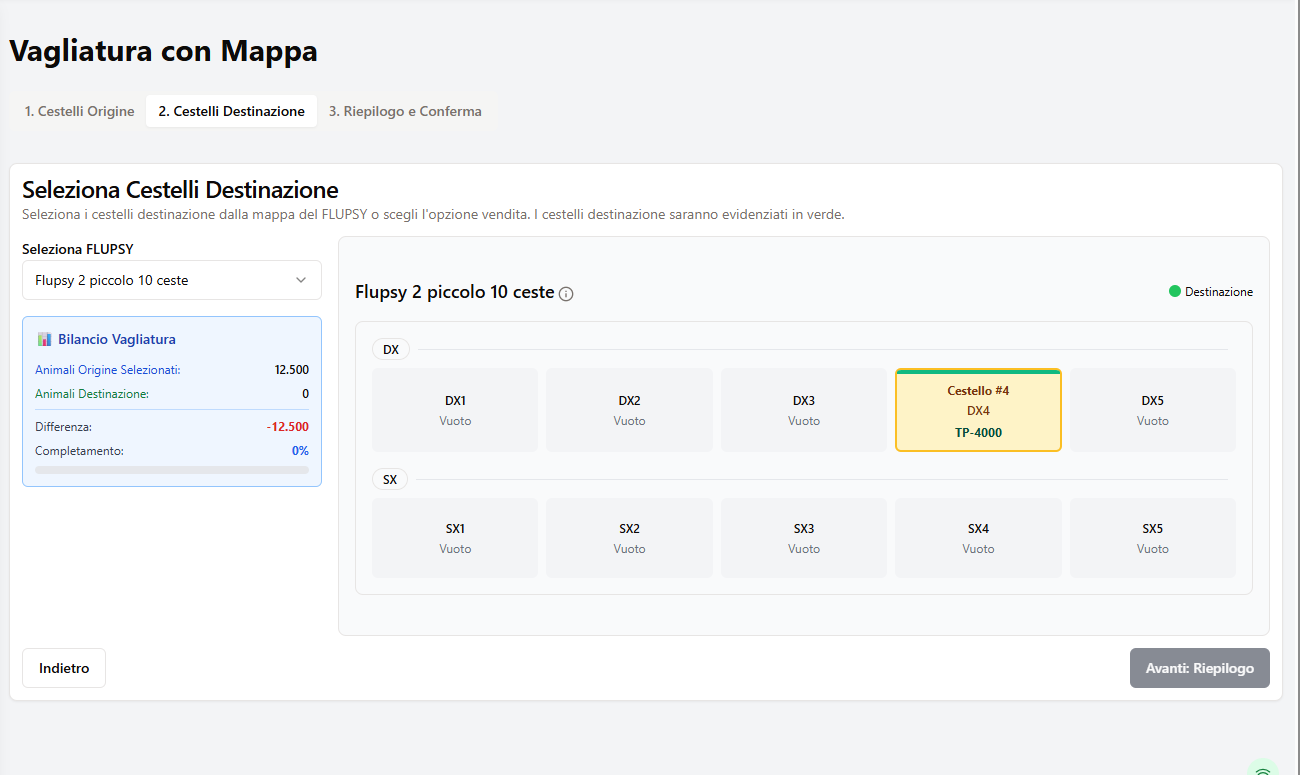 Vagliatura con Mappa
1. Cestelli Origine 2. Cestelli Destinazione 3. Riepilogo e Conferma
Seleziona Cestelli Destinazione
Seleziona i cestelli destinazione dalla mappa del FLUPSY o scegli l'opzione vendita. I cestelli destinazione saranno evidenziati in verde.
Seleziona FLUPSY
Flupsy 2 piccolo 10 ceste
Bilancio Vagliatura
Animali Origine Selezionati: 12.500
Animali Destinazione: 0
Differenza: -12.500
Completamento: 0%
Flupsy 2 piccolo 10 ceste
Destinazione
DX
DX1
Vuoto
DX2
Vuoto
DX3
Vuoto
Cestello #4
DX4
TP-4000
DX5
Vuoto
SX
SX1
Vuoto
SX2
Vuoto
SX3
Vuoto
SX4
Vuoto
SX5
Vuoto
Indietro
Avanti: Riepilogo